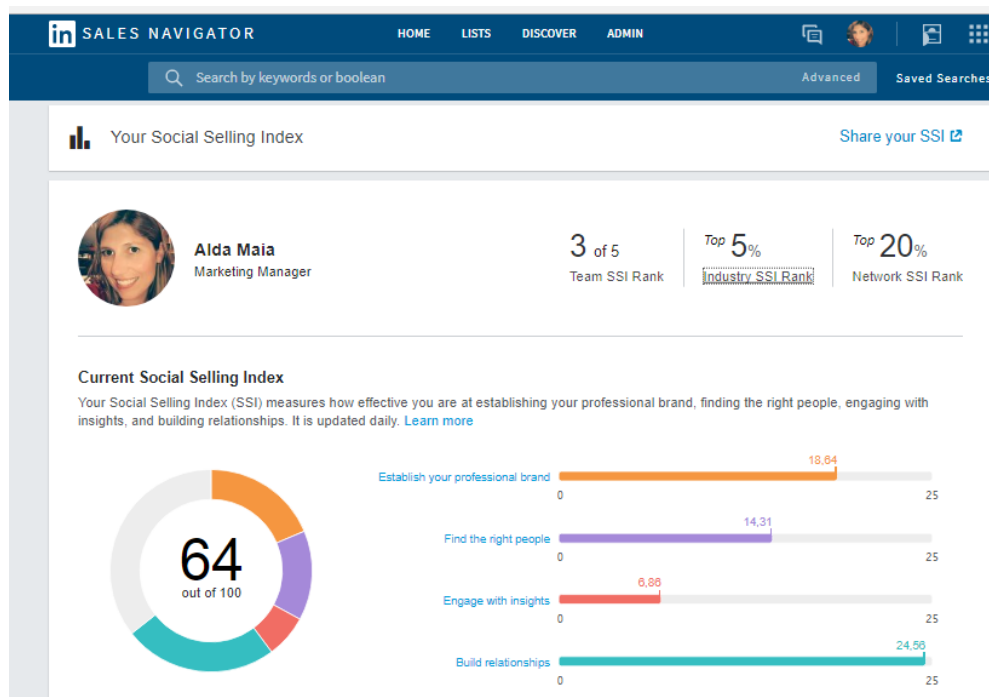 in SALES NAVIGATOR HOME LISTS DISCOVER ADMIN
Search by keywords or boolean Advanced Saved Searches
Your Social Selling Index Share your SSI
Alda Maia
Marketing Manager
3 of 5
Team SSI Rank
Top 5%
Industry SSI Rank
Top 20%
Network SSI Rank
Current Social Selling Index
Your Social Selling Index (SSI) measures how effective you are at establishing your professional brand, finding the right people, engaging with
insights, and building relationships. It is updated daily. Learn more
64
out of 100
Establish your professional brand 18,64
0 25
Find the right people 14,31
0 25
Engage with insights 6,86
0 25
Build relationships 24,56
0 25